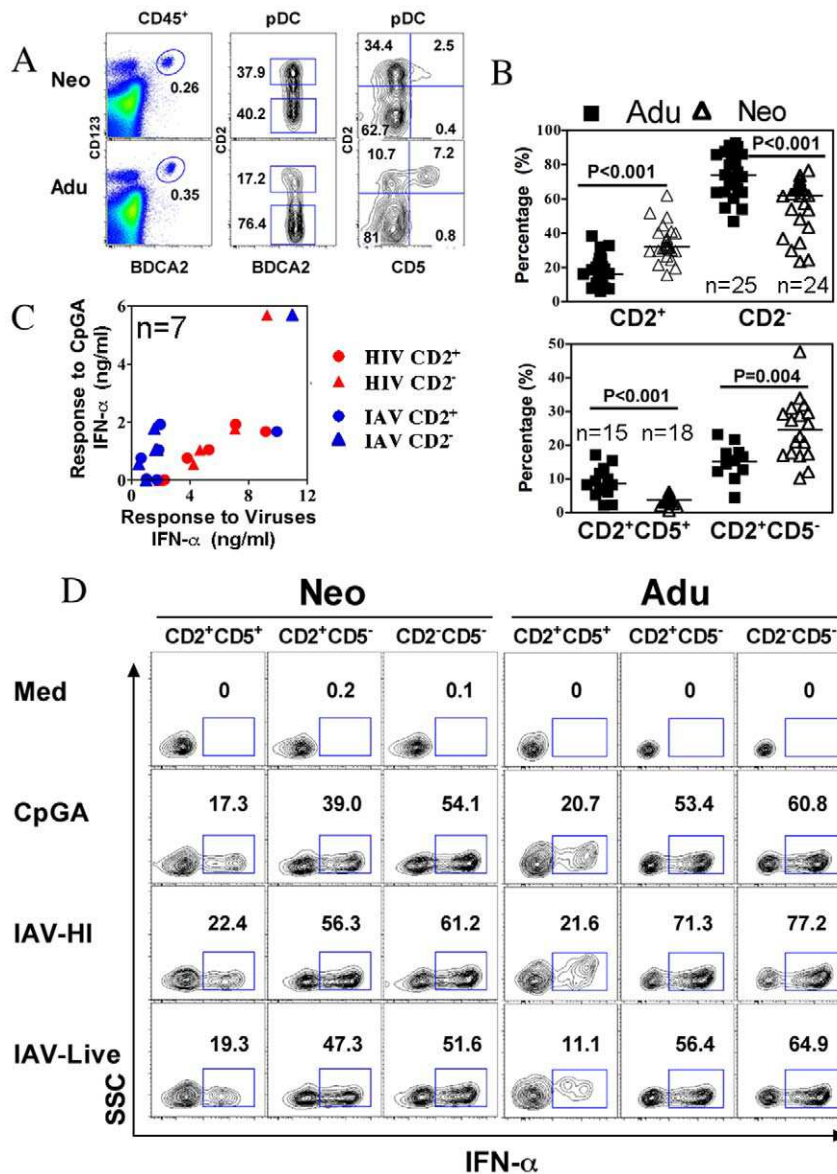 A
CD45+ pDC pDC
Neo
CD123
0.26
CD2
37.9
40.2
CD2
34.4 2.5
62.7 0.4
Adu
0.35
17.2
76.4
10.7 7.2
81 0.8
BDCA2 BDCA2 CD5
B
■ Adu △ Neo
Percentage (%)
100
80
60
40
20
0
P<0.001
P<0.001
n=25 n=24
CD2+ CD2-
Percentage (%)
50
40
30
20
10
0
P<0.001
P=0.004
n=15 n=18
CD2+CD5+ CD2+CD5-
C
n=7
Response to CpGA
IFN-α (ng/ml)
6
4
2
0
0 4 8 12
Response to Viruses
IFN-α (ng/ml)
HIV CD2+
HIV CD2-
IAV CD2+
IAV CD2-
D
Neo Adu
CD2+CD5+ CD2+CD5- CD2-CD5- CD2+CD5+ CD2+CD5- CD2-CD5-
Med
0 0.2 0.1 0 0 0
CpGA
17.3 39.0 54.1 20.7 53.4 60.8
IAV-HI
22.4 56.3 61.2 21.6 71.3 77.2
IAV-Live
19.3 47.3 51.6 11.1 56.4 64.9
SSC
IFN-α